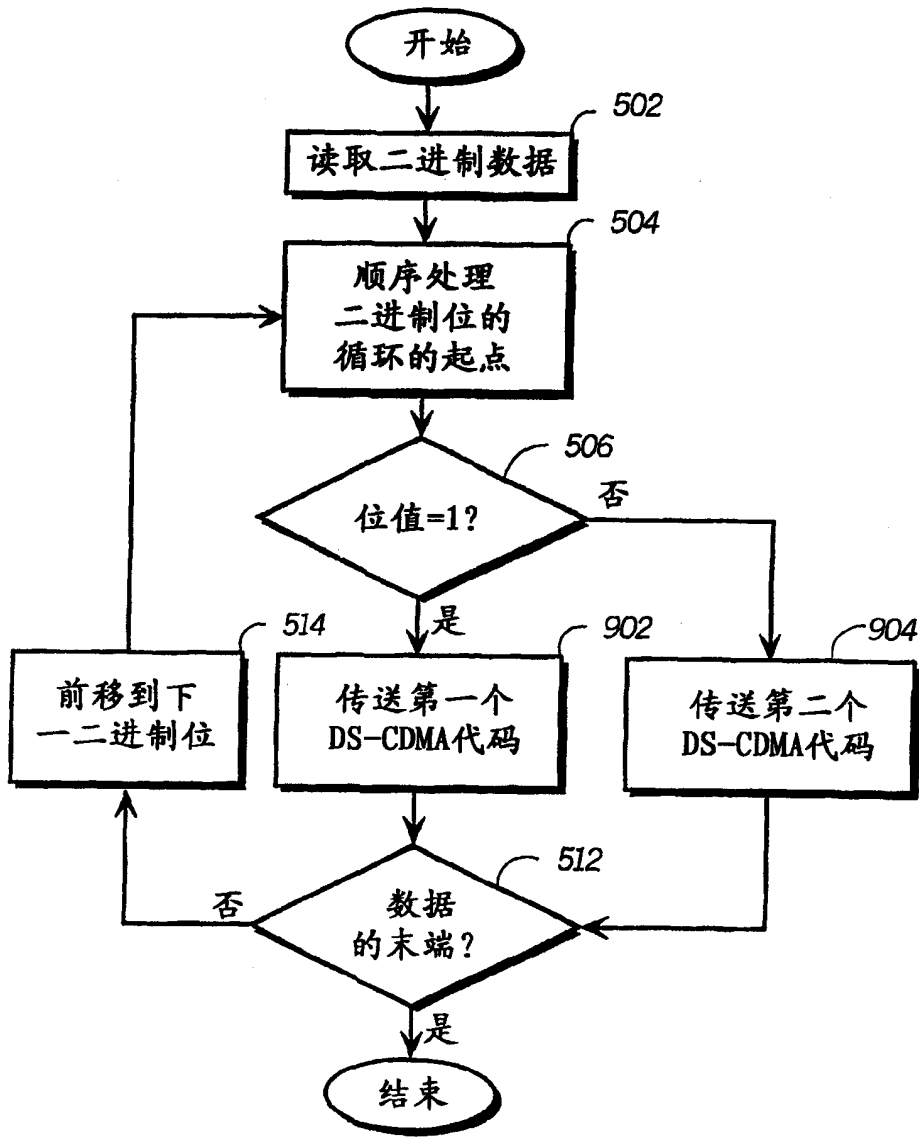 开始
502
读取二进制数据
504
顺序处理
二进制位的
循环的起点
506
位值=1?
否
是
514
前移到下
一二进制位
902
传送第一个
DS-CDMA代码
904
传送第二个
DS-CDMA代码
512
数据
的末端?
否
是
结束